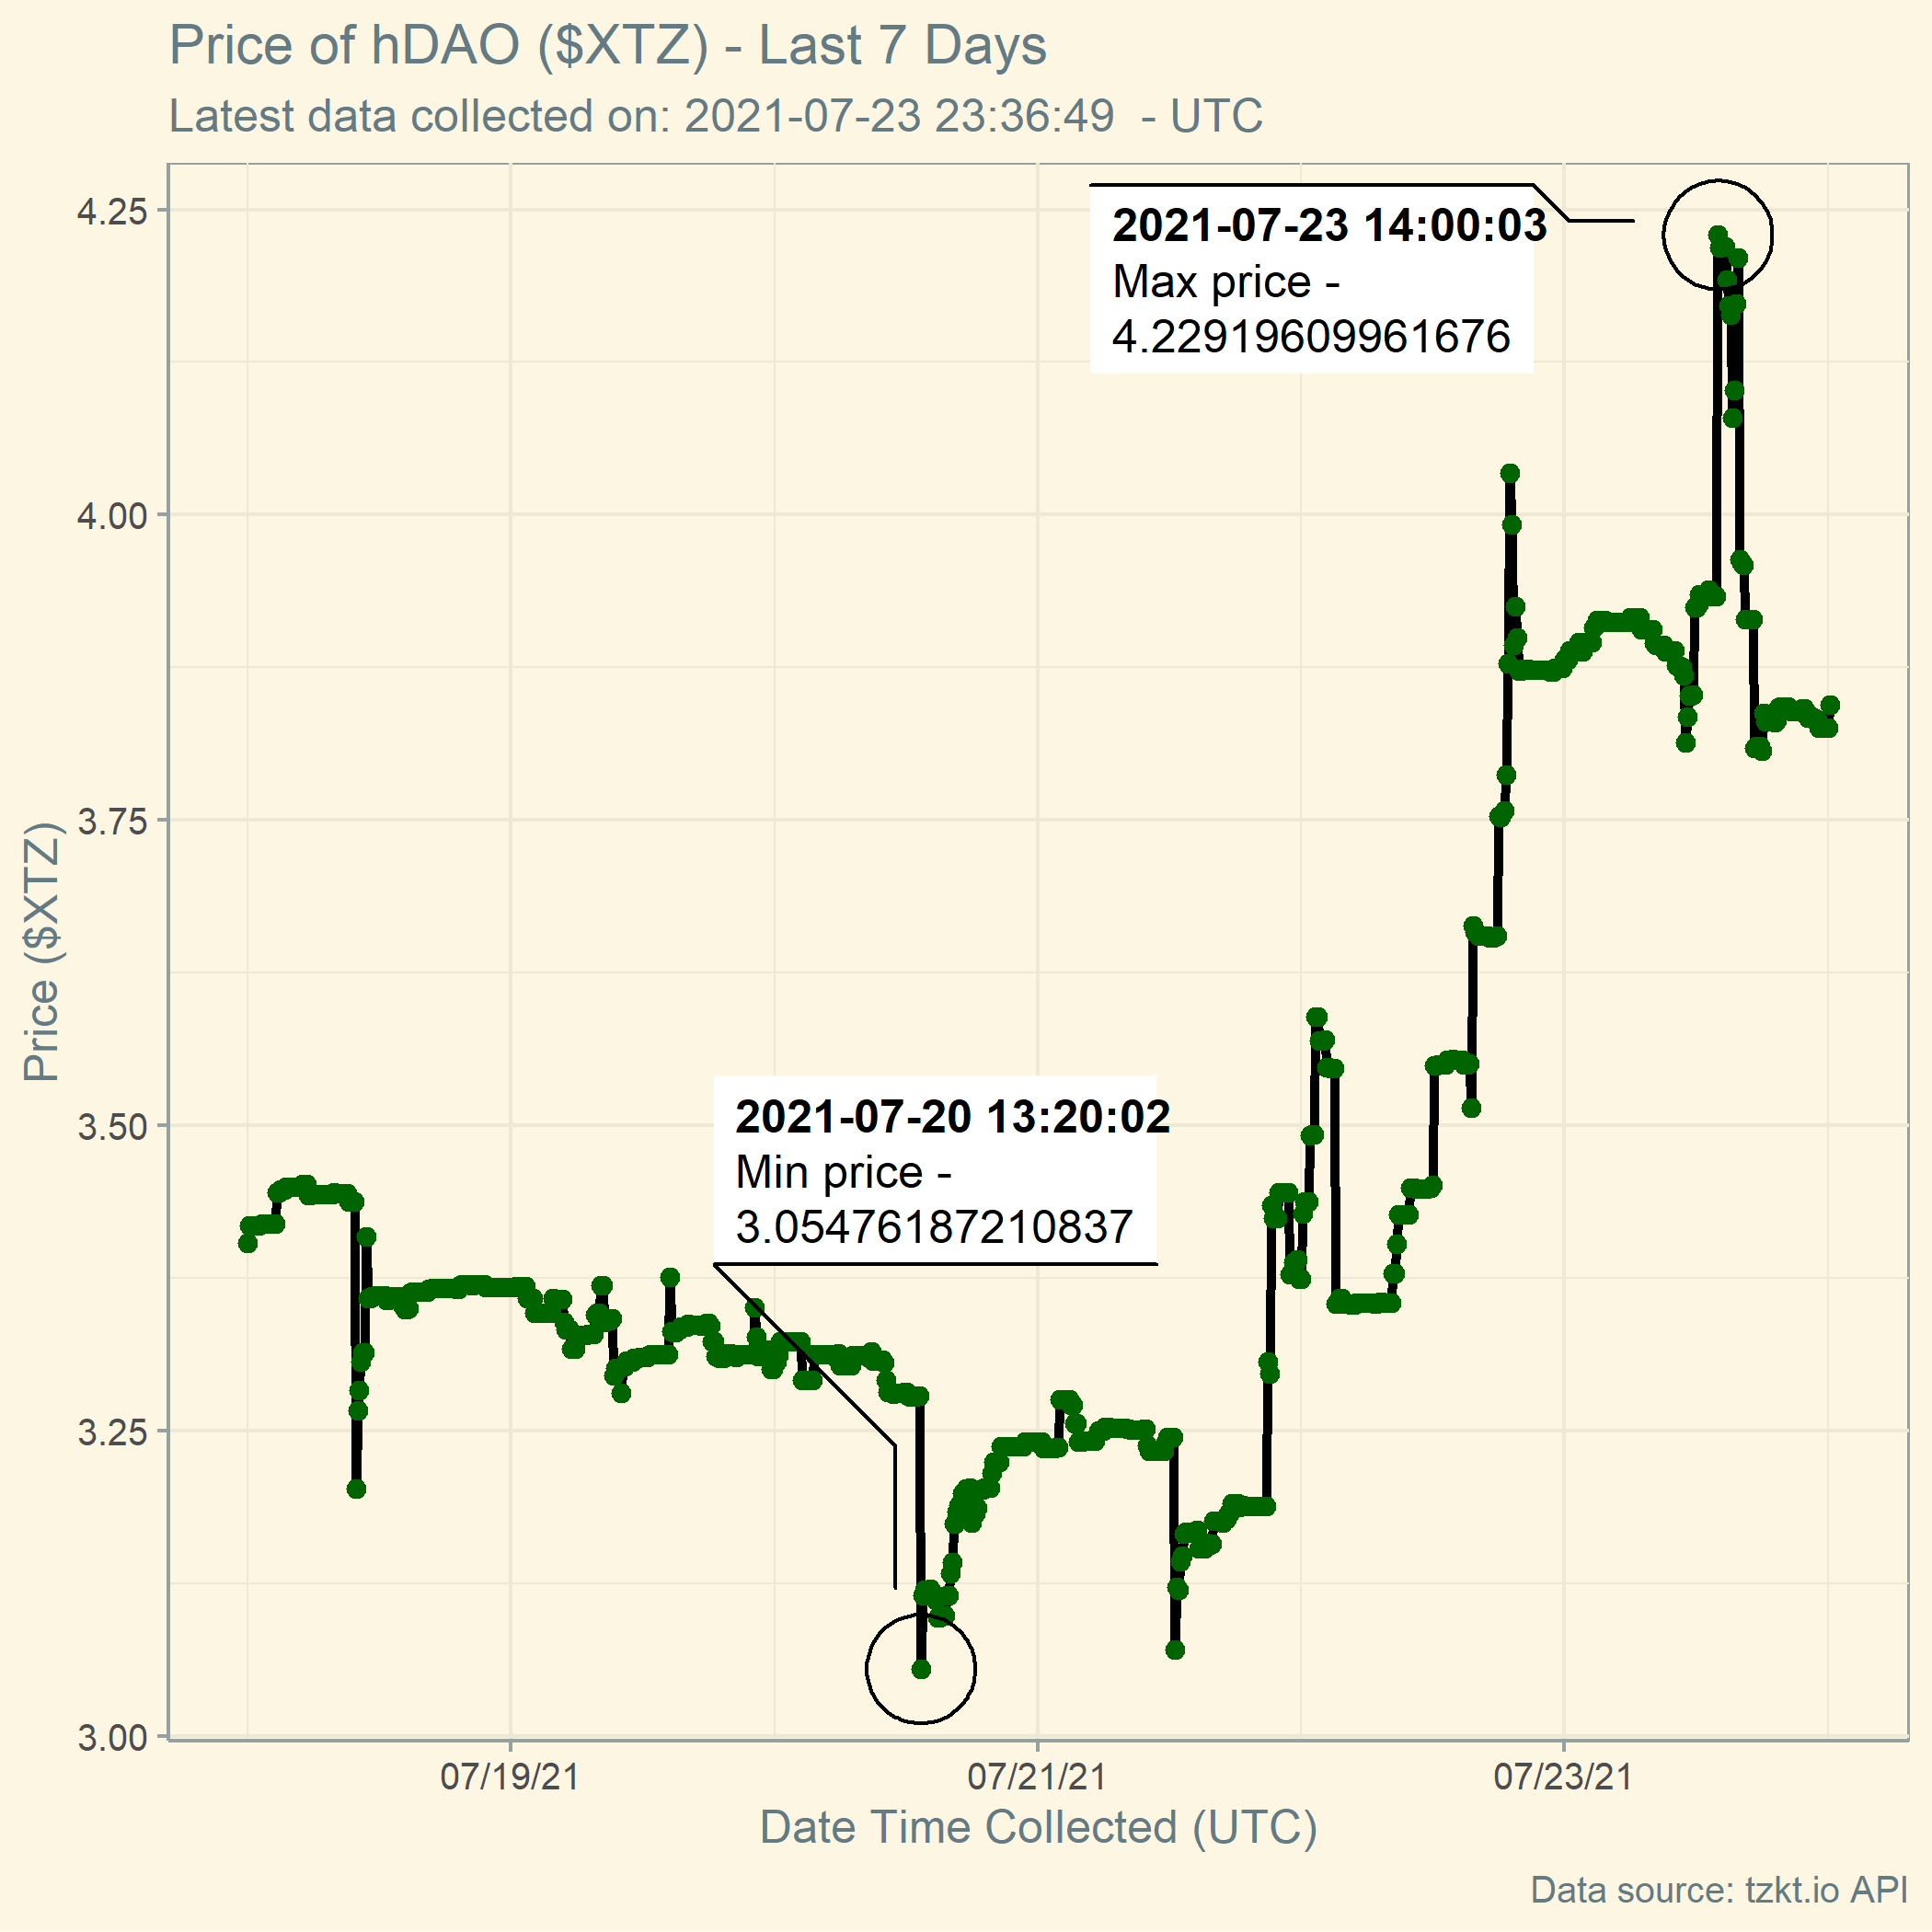 Price of hDAO ($XTZ) - Last 7 Days
Latest data collected on: 2021-07-23 23:36:49  - UTC
4.25
4.00
3.75
3.50
3.25
3.00
Price ($XTZ)
2021-07-23 14:00:03
Max price -
4.22919609961676
2021-07-20 13:20:02
Min price -
3.05476187210837
07/19/21
07/21/21
07/23/21
Date Time Collected (UTC)
Data source: tzkt.io API